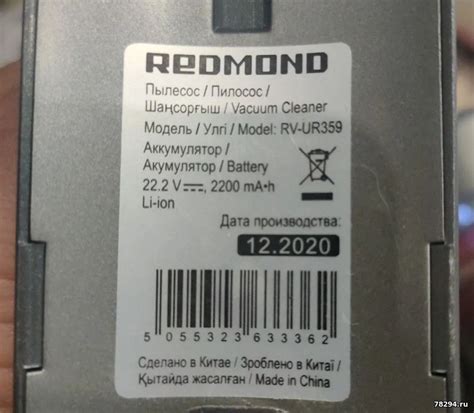 REDMOND
Пылесос / Пилосос /
Шаңсорғыш / Vacuum Cleaner
Модель / Үлгі / Model: RV-UR359
Аккумулятор /
Акумулятор / Battery
22.2 V⎓, 2200 mA•h
Li-ion
Дата производства:
12.2020
5 055323 633362
Сделано в Китае / Зроблено в Китаї /
Қытайда жасалған / Made in China
78294.ru